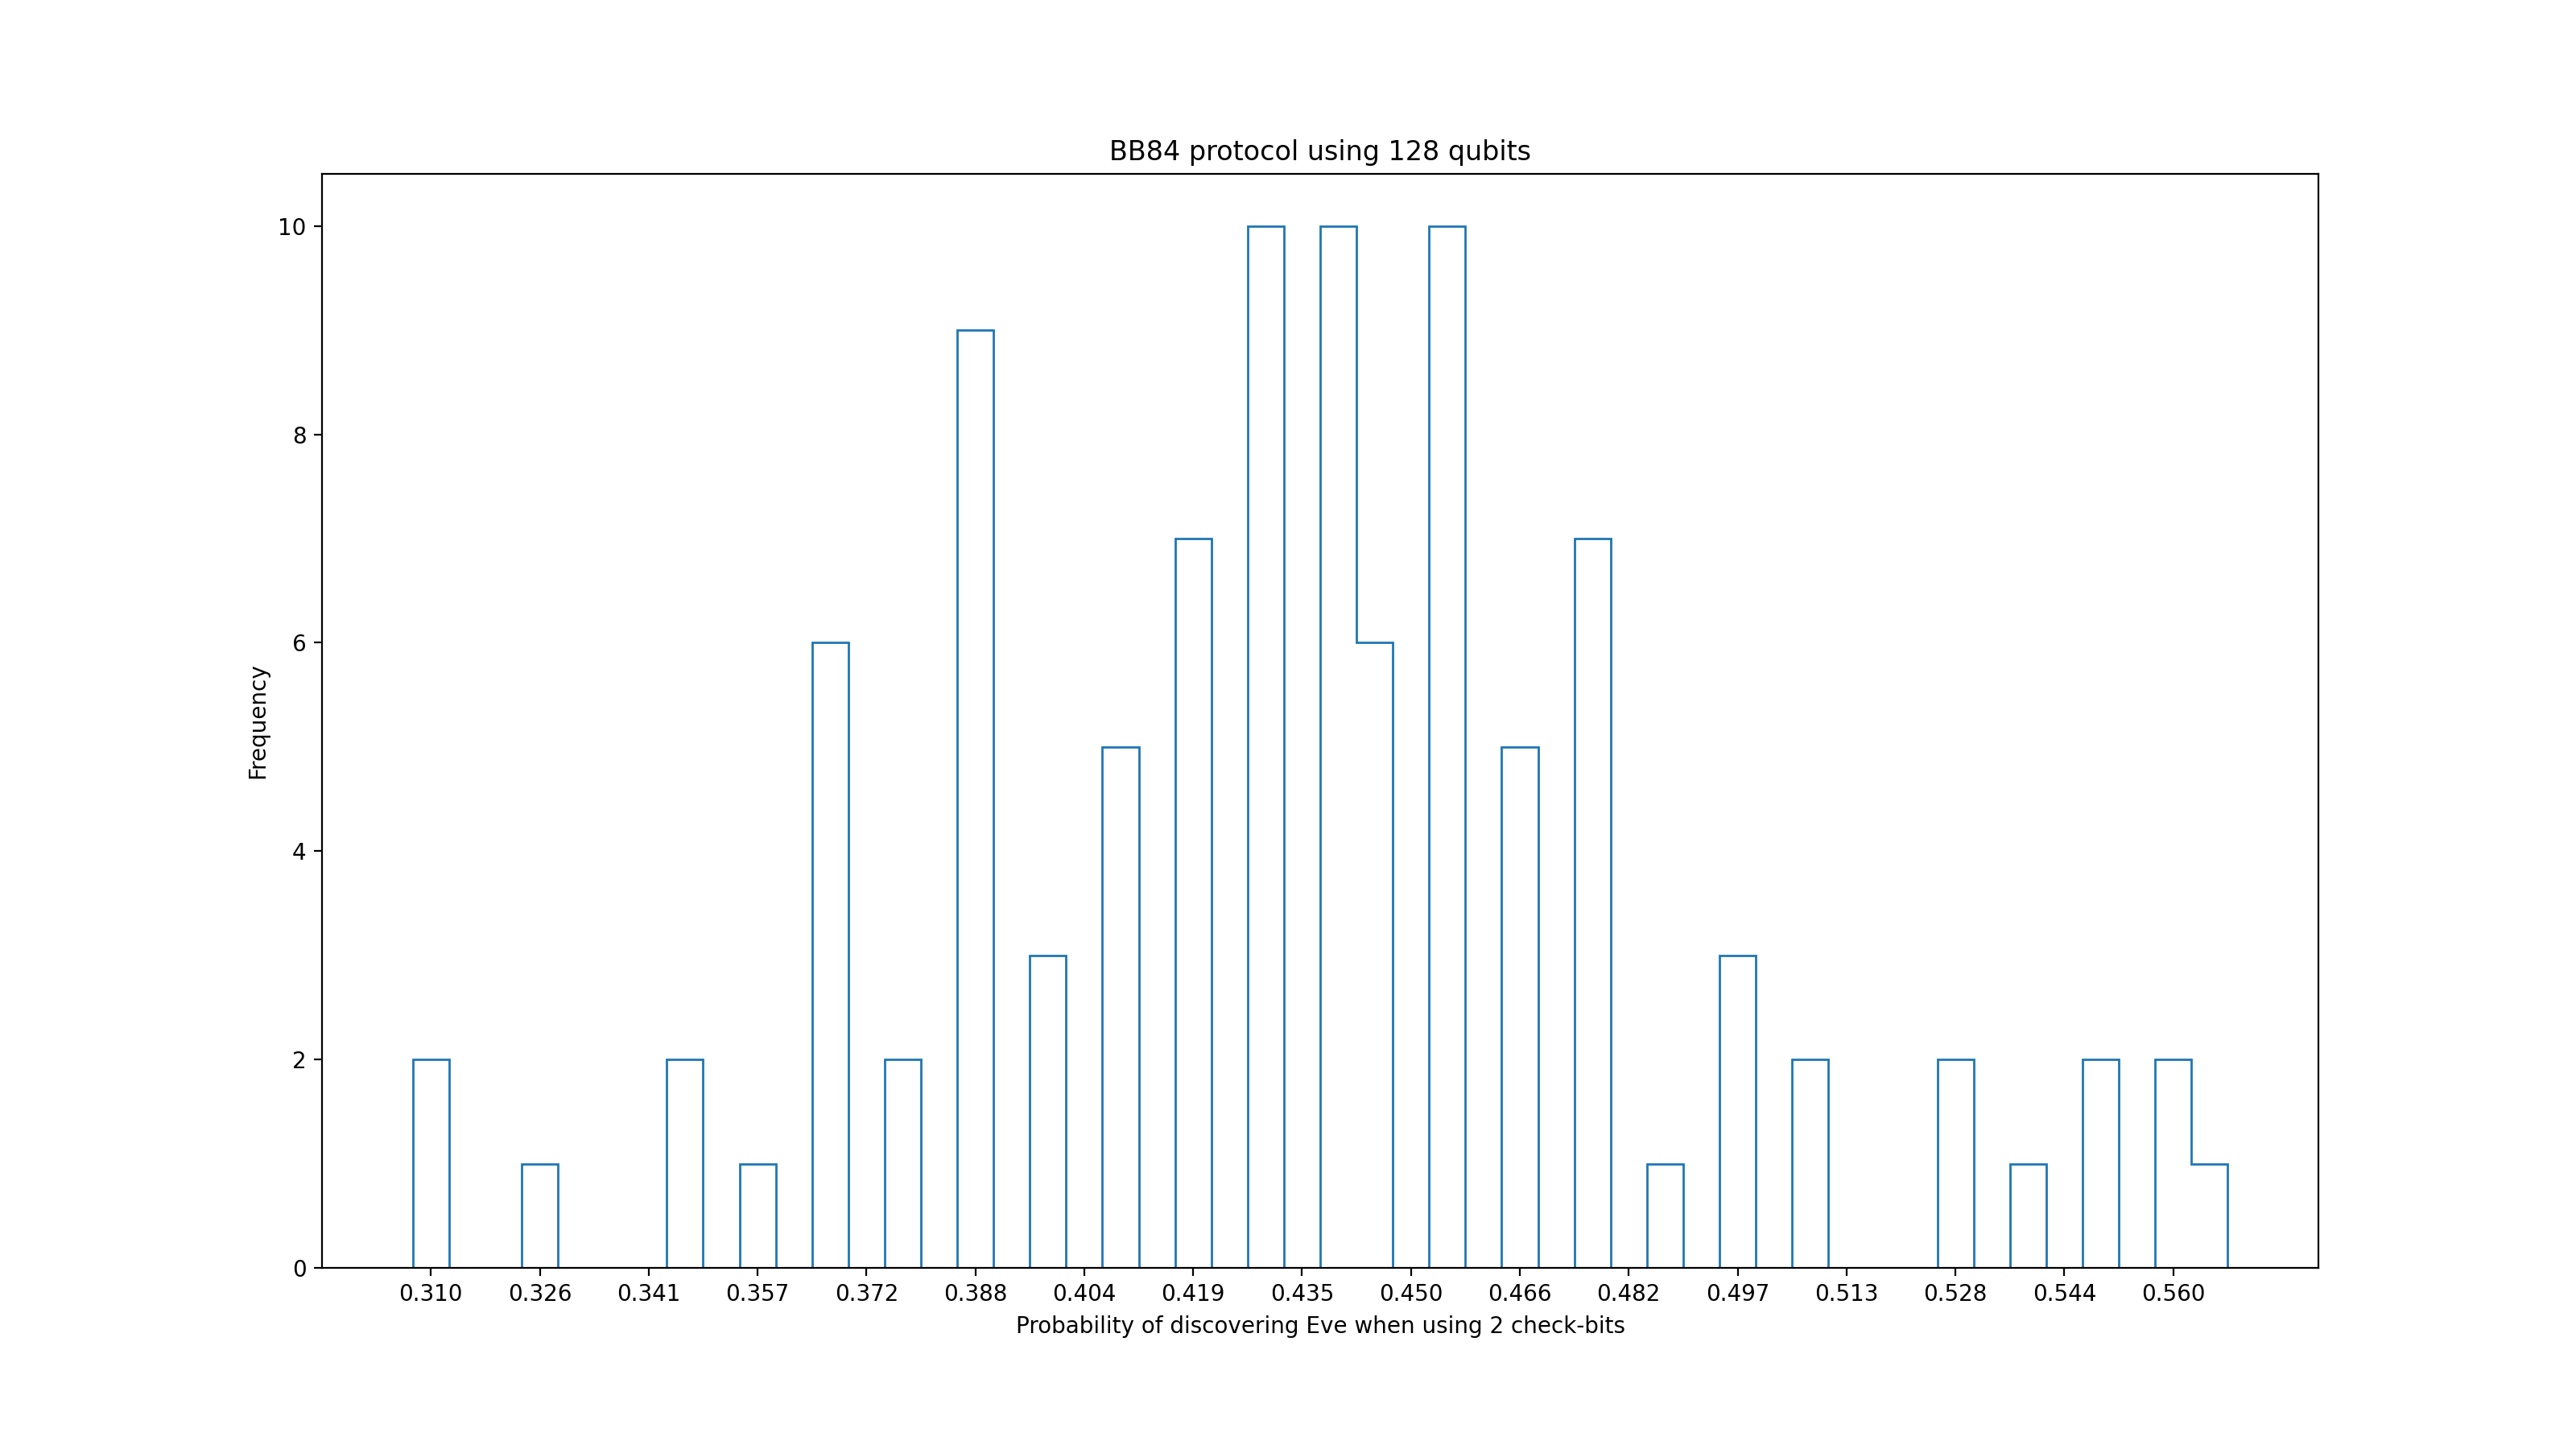 BB84 protocol using 128 qubits
10
8
6
4
2
0
Frequency
0.310 0.326 0.341 0.357 0.372 0.388 0.404 0.419 0.435 0.450 0.466 0.482 0.497 0.513 0.528 0.544 0.560
Probability of discovering Eve when using 2 check-bits